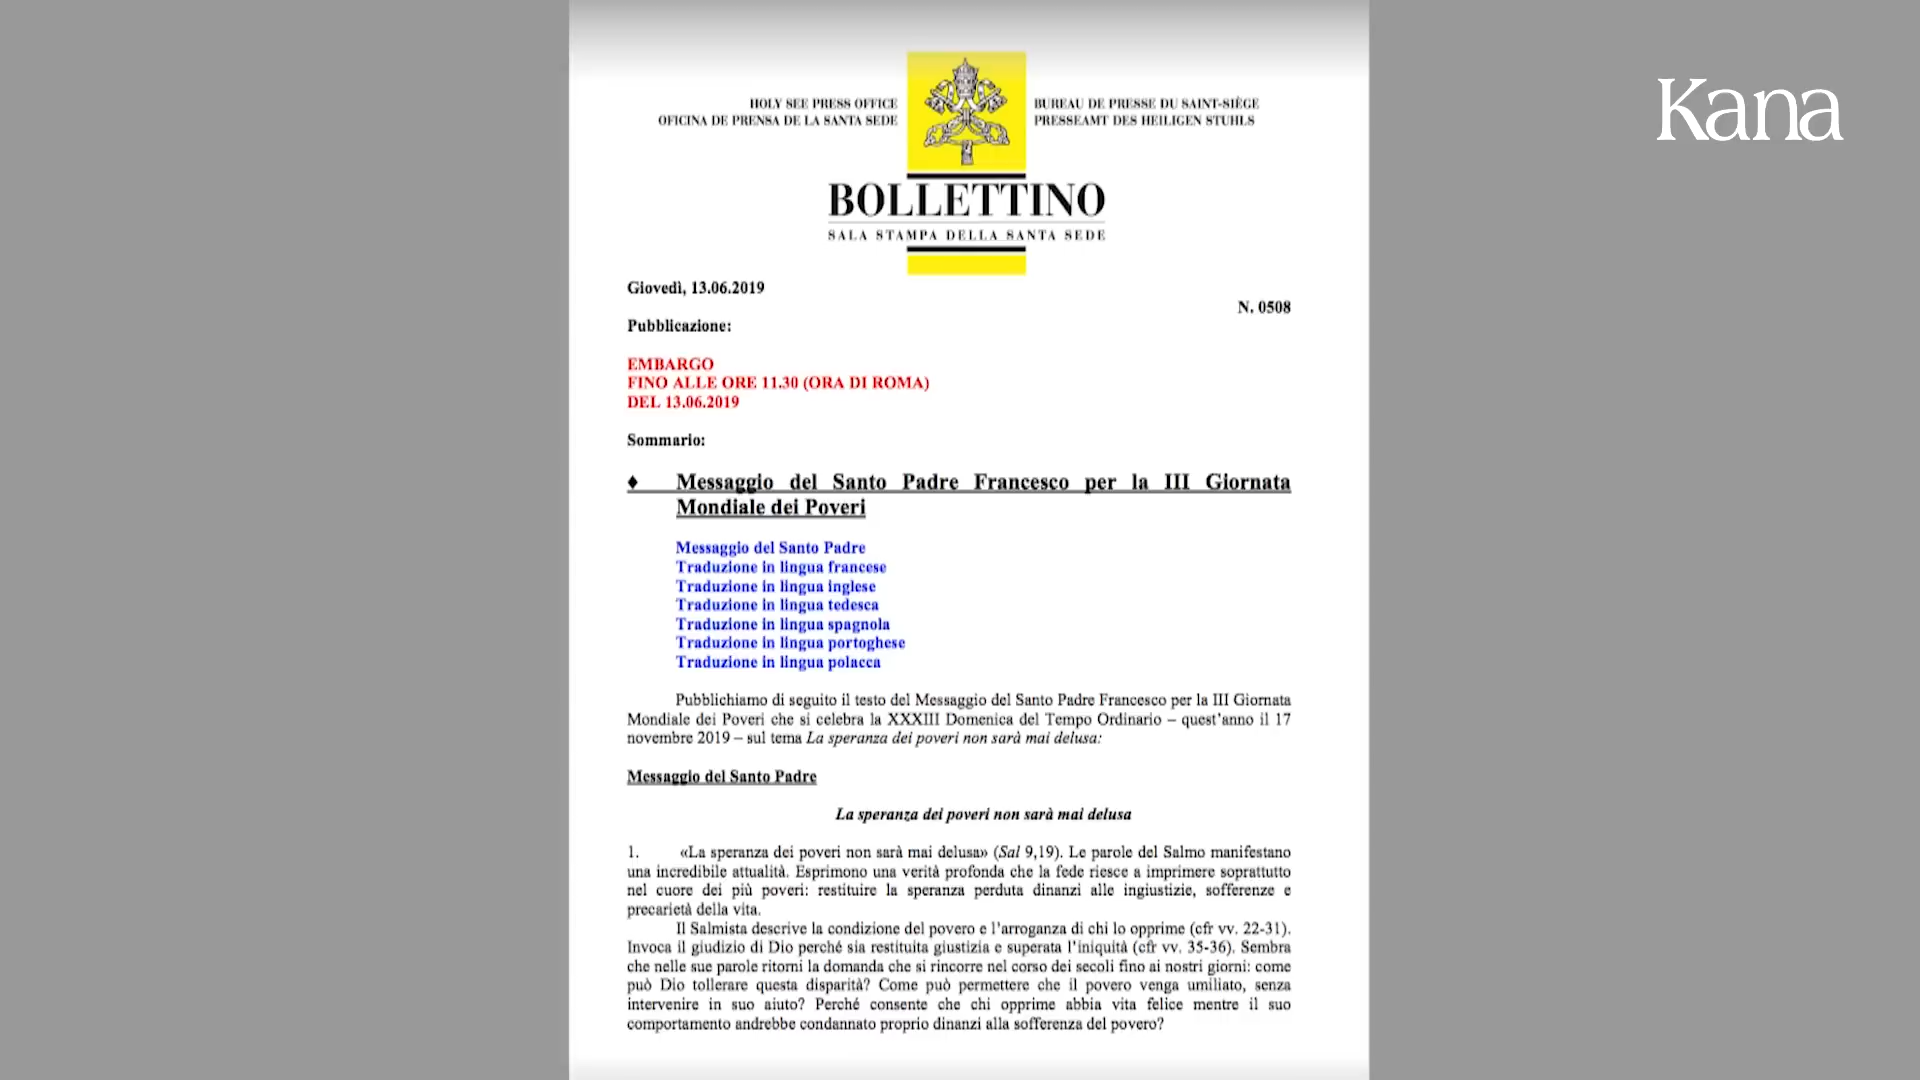 Kana
HOLY SEE PRESS OFFICE
OFICINA DE PRENSA DE LA SANTA SEDE
BUREAU DE PRESSE DU SAINT-SIÈGE
PRESSEAMT DES HEILIGEN STUHLS
BOLLETTINO
SALA STAMPA DELLA SANTA SEDE
Giovedì, 13.06.2019
N. 0508
Pubblicazione:
EMBARGO
FINO ALLE ORE 11.30 (ORA DI ROMA)
DEL 13.06.2019
Sommario:
♦ Messaggio del Santo Padre Francesco per la III Giornata
Mondiale dei Poveri
Messaggio del Santo Padre
Traduzione in lingua francese
Traduzione in lingua inglese
Traduzione in lingua tedesca
Traduzione in lingua spagnola
Traduzione in lingua portoghese
Traduzione in lingua polacca
Pubblichiamo di seguito il testo del Messaggio del Santo Padre Francesco per la III Giornata
Mondiale dei Poveri che si celebra la XXXIII Domenica del Tempo Ordinario – quest'anno il 17
novembre 2019 – sul tema La speranza dei poveri non sarà mai delusa:
Messaggio del Santo Padre
La speranza dei poveri non sarà mai delusa
1. «La speranza dei poveri non sarà mai delusa» (Sal 9,19). Le parole del Salmo manifestano
una incredibile attualità. Esprimono una verità profonda che la fede riesce a imprimere soprattutto
nel cuore dei più poveri: restituire la speranza perduta dinanzi alle ingiustizie, sofferenze e
precarietà della vita.
Il Salmista descrive la condizione del povero e l'arroganza di chi lo opprime (cfr vv. 22-31).
Invoca il giudizio di Dio perché sia restituita giustizia e superata l'iniquità (cfr vv. 35-36). Sembra
che nelle sue parole ritorni la domanda che si rincorre nel corso dei secoli fino ai nostri giorni: come
può Dio tollerare questa disparità? Come può permettere che il povero venga umiliato, senza
intervenire in suo aiuto? Perché consente che chi opprime abbia vita felice mentre il suo
comportamento andrebbe condannato proprio dinanzi alla sofferenza del povero?